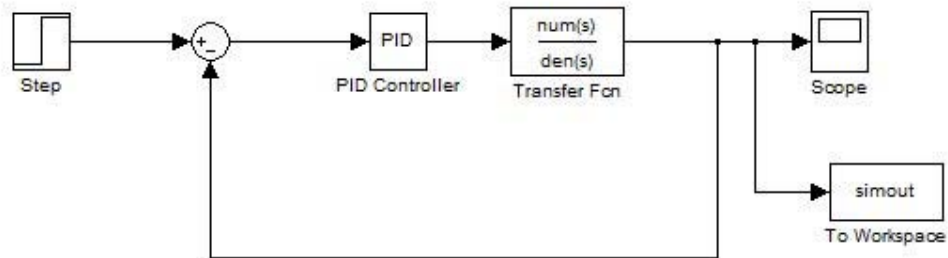 Step
+
−
PID
PID Controller
num(s)
den(s)
Transfer Fcn
Scope
simout
To Workspace